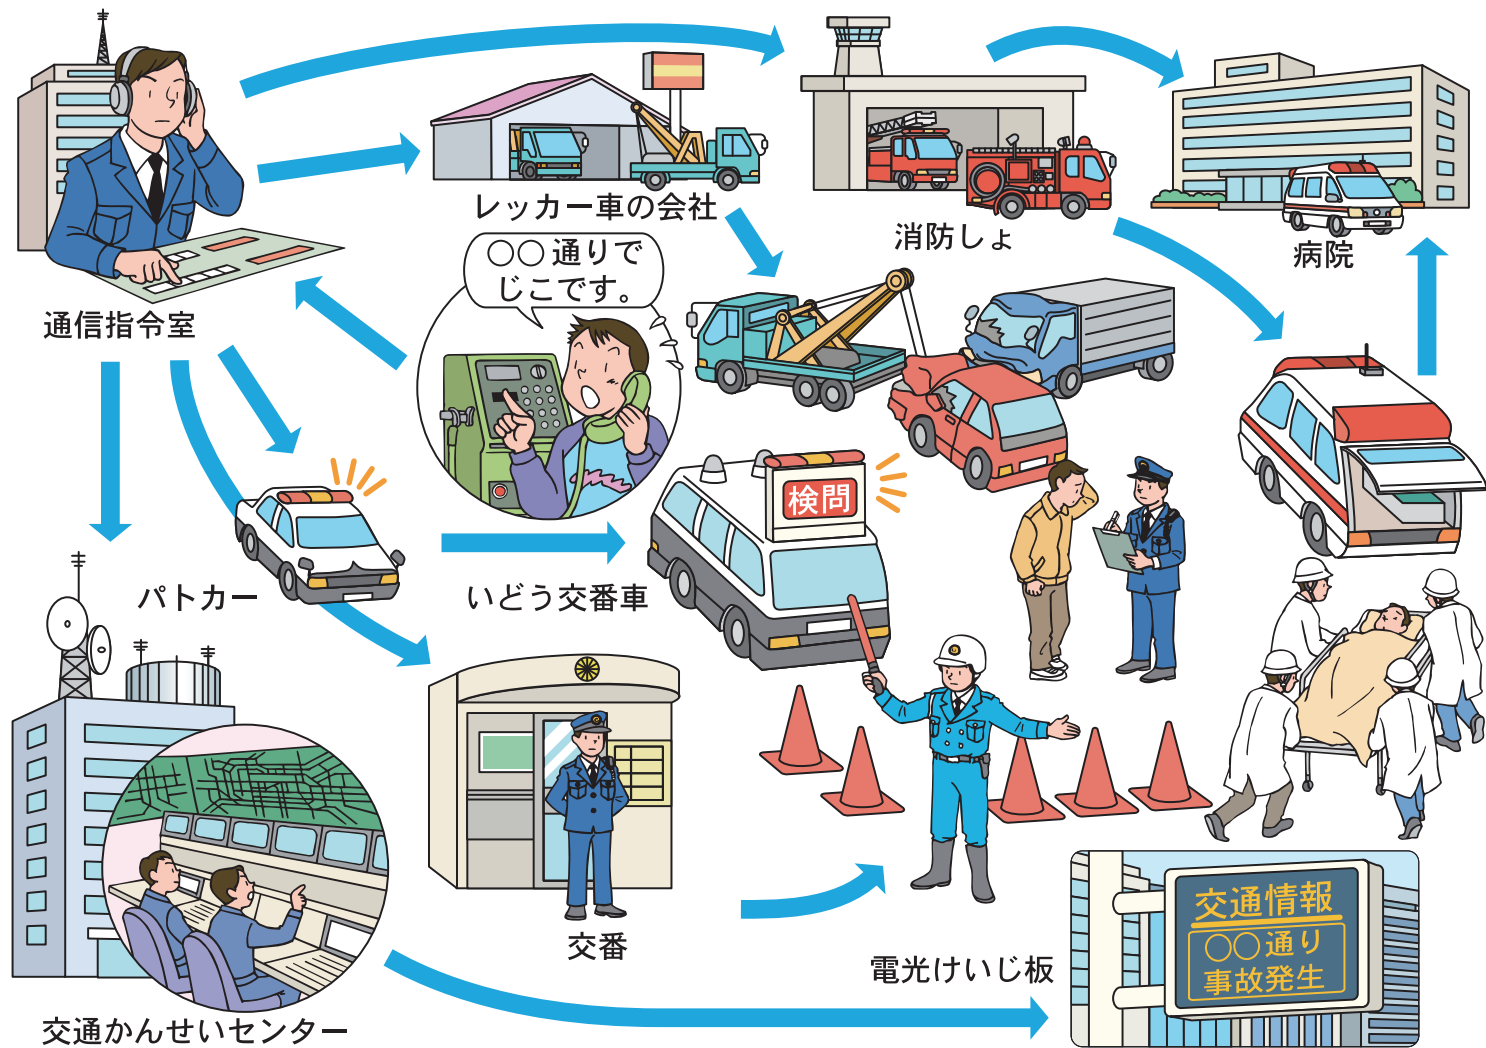 レッカー車の会社
消防しょ
病院
通信指令室
○○通りで
じこです。
検問
パトカー
いどう交番車
交番
交通かんせいセンター
電光けいじ板
交通情報
○○通り
事故発生